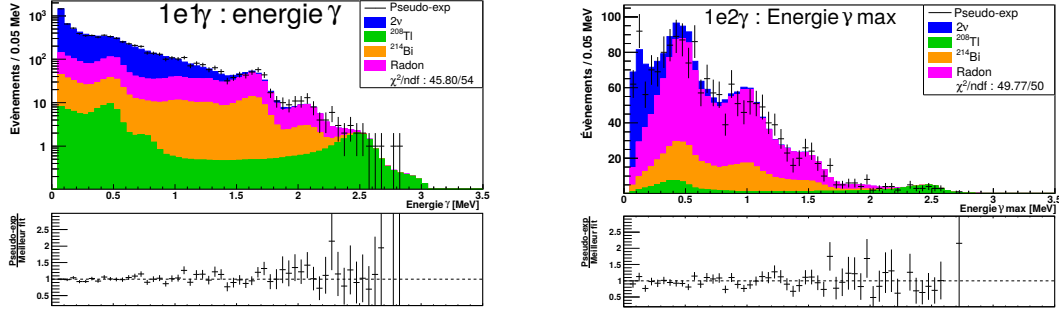 1e1γ : energie γ
Evènements / 0.05 MeV
10³
10²
10
1
Pseudo-exp
2ν
²⁰⁸Tl
²¹⁴Bi
Radon
χ²/ndf : 45.80/54
0 0.5 1 1.5 2 2.5 3 3.5
Energie γ [MeV]
Pseudo-exp
Meilleur fit
2.5
2
1.5
1
0.5
1e2γ : Energie γ max
Évènements / 0.05 MeV
100
80
60
40
20
Pseudo-exp
2ν
²⁰⁸Tl
²¹⁴Bi
Radon
χ²/ndf : 49.77/50
0 0.5 1 1.5 2 2.5 3 3.5
Energie γ max [MeV]
Pseudo-exp
Meilleur fit
2.5
2
1.5
1
0.5